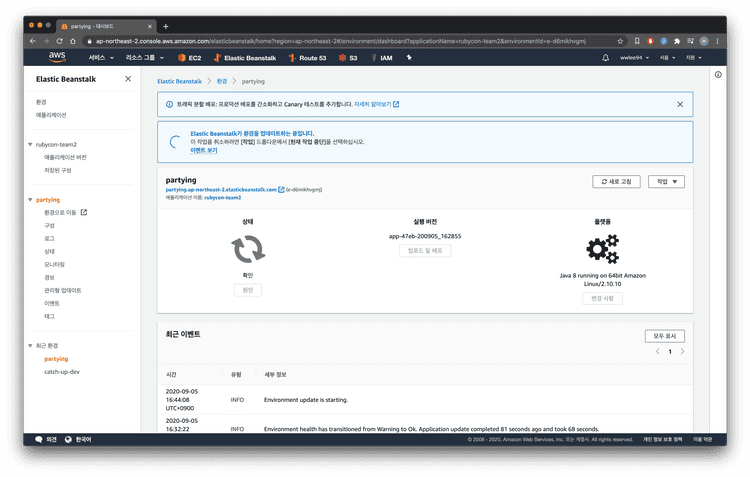 partying - 대시보드
ap-northeast-2.console.aws.amazon.com/elasticbeanstalk/home?region=ap-northeast-2#/environment/dashboard?applicationName=rubycon-team2&environmentId=e-d6mlkhvgmj
aws 서비스 리소스 그룹 EC2 Elastic Beanstalk Route 53 S3 IAM wwlee94 서울 지원
Elastic Beanstalk
환경
애플리케이션
rubycon-team2
애플리케이션 버전
저장된 구성
partying
환경으로 이동
구성
로그
상태
모니터링
경보
관리형 업데이트
이벤트
태그
최근 환경
partying
catch-up-dev
Elastic Beanstalk > 환경 > partying
트래픽 분할 배포: 프로덕션 배포를 간소화하고 Canary 테스트를 추가합니다. 자세히 알아보기
Elastic Beanstalk가 환경을 업데이트하는 중입니다.
이 작업을 취소하려면 [작업] 드롭다운에서 [현재 작업 중단]을 선택하십시오.
이벤트 보기
partying
partying.ap-northeast-2.elasticbeanstalk.com (e-d6mlkhvgmj)
애플리케이션 이름: rubycon-team2
새로 고침
작업
상태
확인
원인
실행 버전
app-47eb-200905_162855
업로드 및 배포
플랫폼
Java 8 running on 64bit Amazon
Linux/2.10.10
변경 사항
최근 이벤트
모두 표시
1
시간 유형 세부 정보
2020-09-05
16:44:08
UTC+0900
INFO Environment update is starting.
2020-09-05
16:32:22
INFO Environment health has transitioned from Warning to Ok. Application update completed 81 seconds ago and took 68 seconds.
의견 한국어
© 2008 - 2020, Amazon Web Services, Inc. 또는 계열사. All rights reserved. 개인 정보 보호 정책 이용 약관